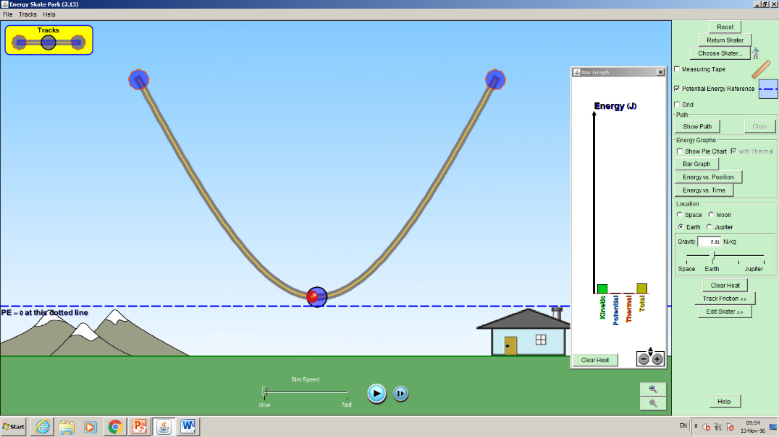 Energy Skate Park (2.13)
File Tracks Help
Tracks
PE = 0 at this dotted line
Sim Speed
slow fast
Bar Graph
Energy (J)
Kinetic
Potential
Thermal
Total
Clear Heat
Reset
Return Skater
Choose Skater...
Measuring Tape
Potential Energy Reference
Grid
Path
Show Path Clear
Energy Graphs
Show Pie Chart with Thermal
Bar Graph
Energy vs. Position
Energy vs. Time
Location
Space Moon
Earth Jupiter
Gravity 9.81 N/kg
Space Earth Jupiter
Clear Heat
Track Friction >>
Edit Skater >>
Help!
Start
EN
09:54
13-Nov-16